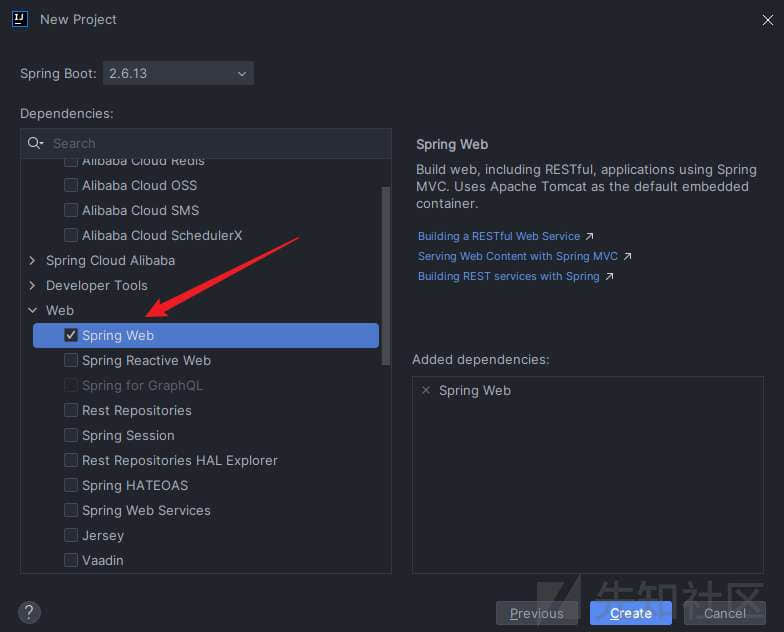 New Project
Spring Boot: 2.6.13
Dependencies:
Search
Alibaba Cloud Redis
Alibaba Cloud OSS
Alibaba Cloud SMS
Alibaba Cloud SchedulerX
Spring Cloud Alibaba
Developer Tools
Web
Spring Web
Spring Reactive Web
Spring for GraphQL
Rest Repositories
Spring Session
Rest Repositories HAL Explorer
Spring HATEOAS
Spring Web Services
Jersey
Vaadin
Spring Web
Build web, including RESTful, applications using Spring
MVC. Uses Apache Tomcat as the default embedded
container.
Building a RESTful Web Service
Serving Web Content with Spring MVC
Building REST services with Spring
Added dependencies:
Spring Web
先知社区
? Previous Create Cancel